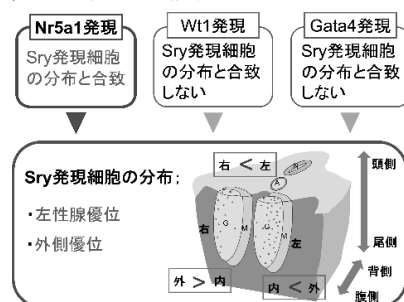 Nr5a1発現
Sry発現細胞
の分布と合致
Wt1発現
Sry発現細胞
の分布と合致
しない
Gata4発現
Sry発現細胞
の分布と合致
しない
Sry発現細胞の分布;
・左性腺優位
・外側優位
右 < 左
A
右
G
M
G
M
左
外 > 内
内 < 外
頭側
尾側
背側
腹側